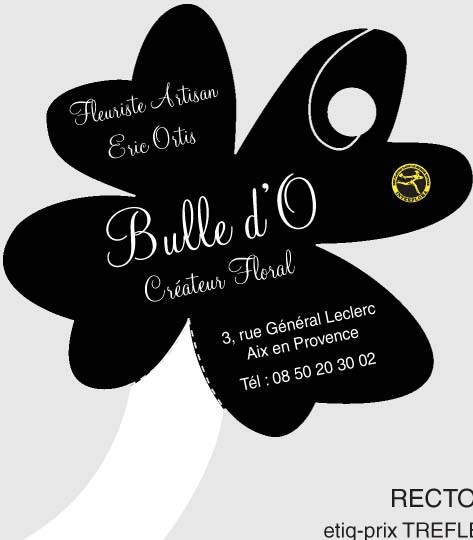 Fleuriste Artisan
Eric Ortis
Bulle d'O
Créateur Floral
3, rue Général Leclerc
Aix en Provence
Tél : 08 50 20 30 02
INTERFLORA
RECTO
etiq-prix TREFLE